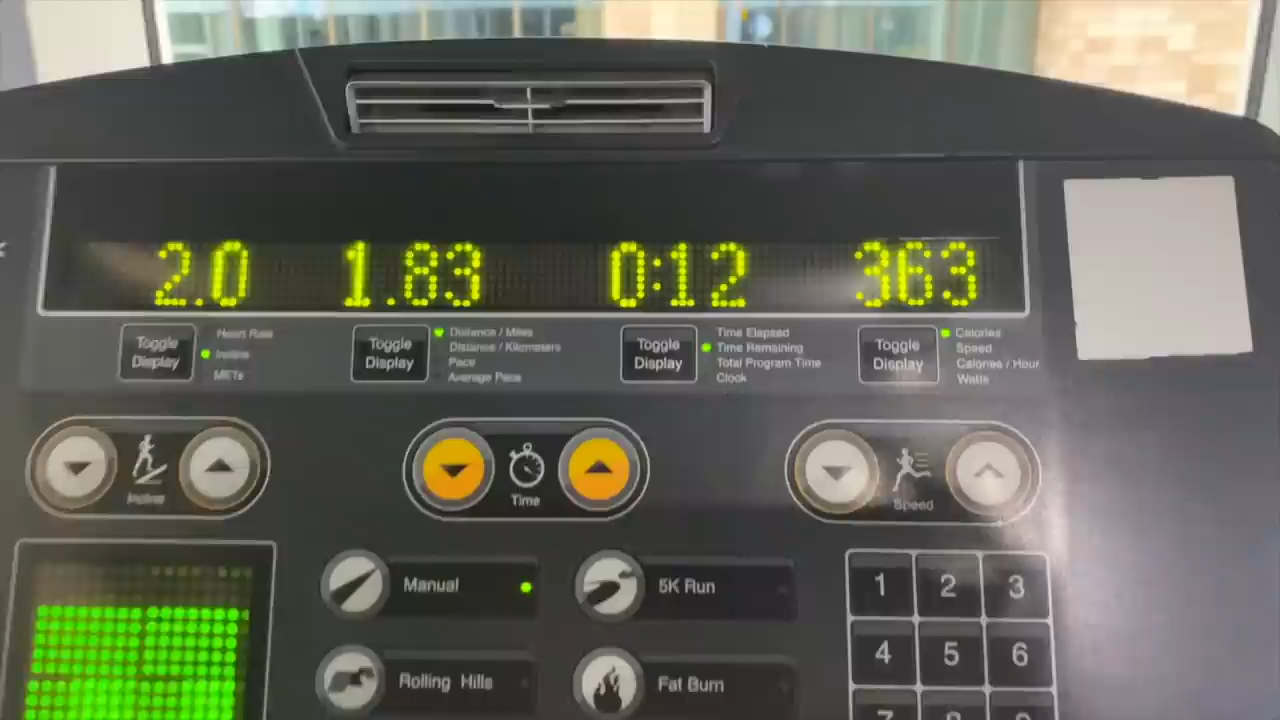 2.0 1.83 0:12 363
Toggle Display
Heart Rate
Incline
METs
Toggle Display
Distance / Miles
Distance / Kilometers
Pace
Average Pace
Toggle Display
Time Elapsed
Time Remaining
Total Program Time
Clock
Toggle Display
Calories
Speed
Calories / Hour
Watts
Incline
Time
Speed
Manual
5K Run
1 2 3
Rolling Hills
Fat Burn
4 5 6